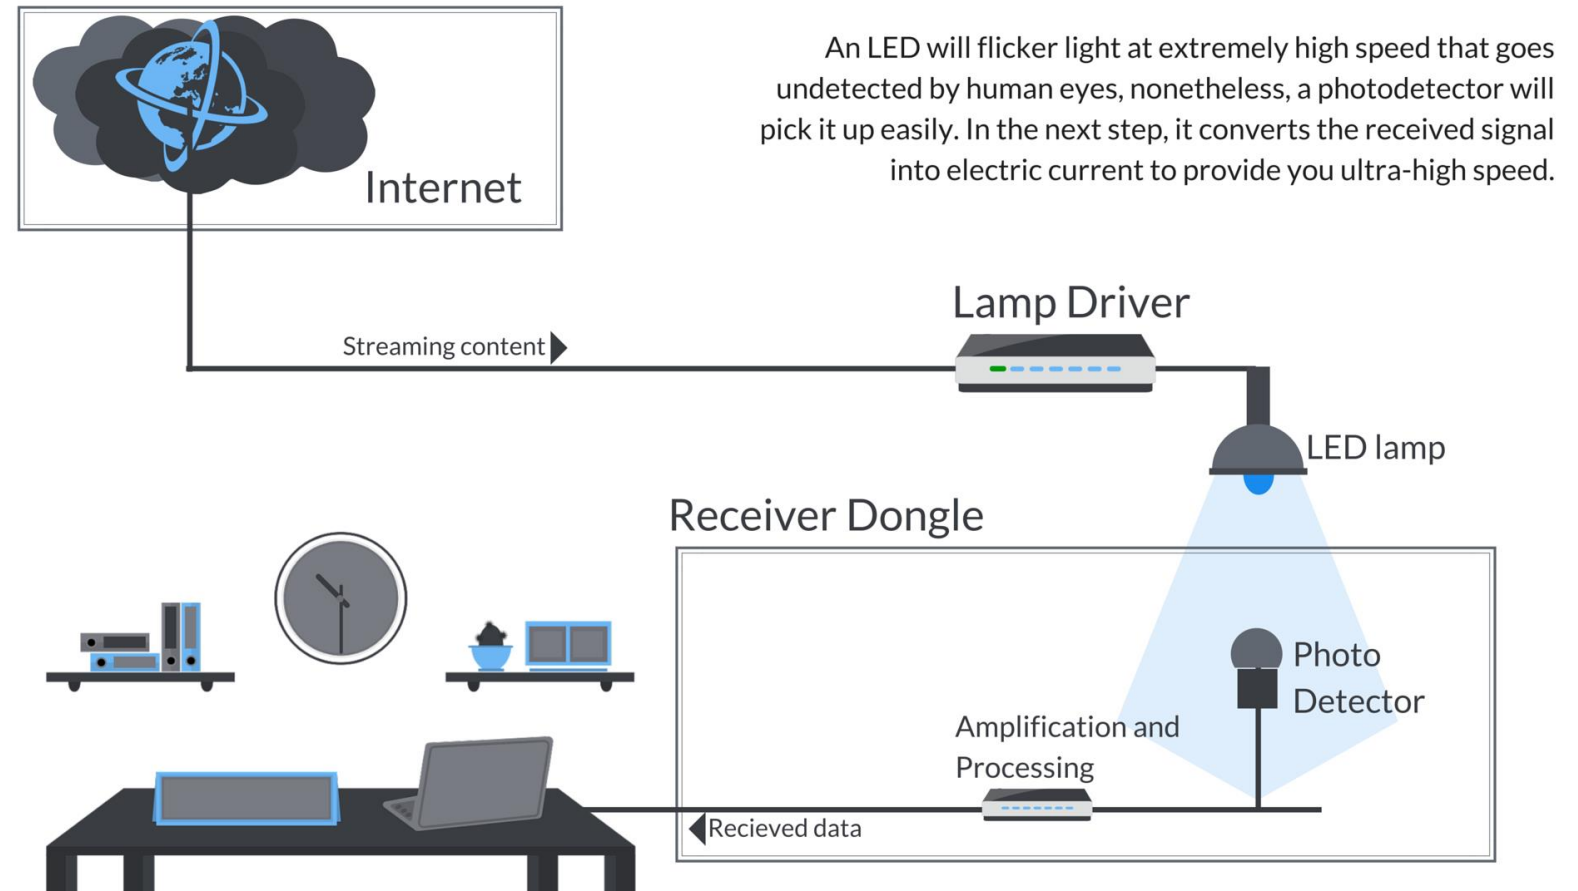 An LED will flicker light at extremely high speed that goes
undetected by human eyes, nonetheless, a photodetector will
pick it up easily. In the next step, it converts the received signal
into electric current to provide you ultra-high speed.
Internet
Lamp Driver
Streaming content
LED lamp
Receiver Dongle
Photo
Detector
Amplification and
Processing
Recieved data